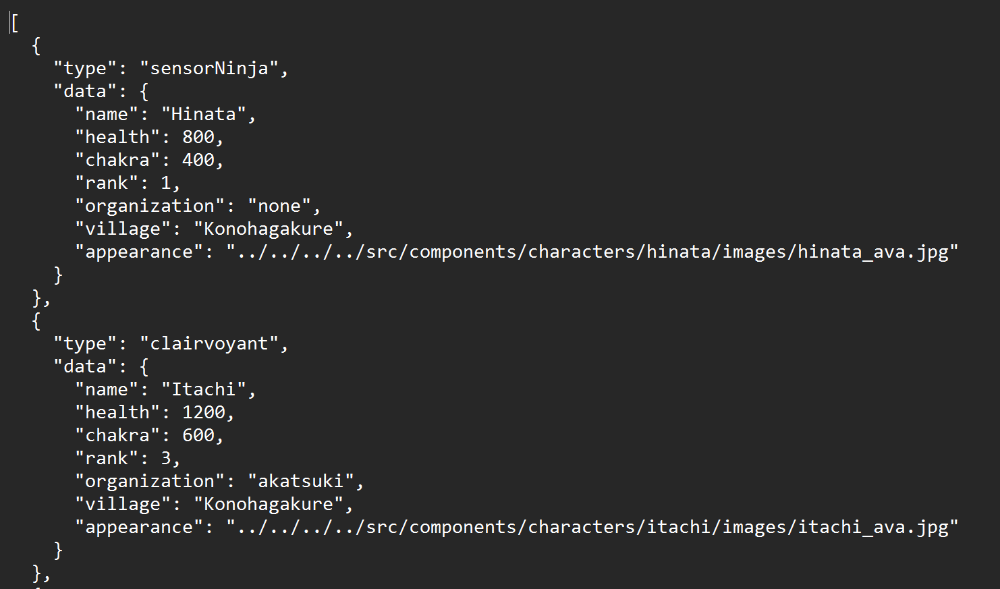 [
  {
    "type": "sensorNinja",
    "data": {
      "name": "Hinata",
      "health": 800,
      "chakra": 400,
      "rank": 1,
      "organization": "none",
      "village": "Konohagakure",
      "appearance": "../../../../src/components/characters/hinata/images/hinata_ava.jpg"
    }
  },
  {
    "type": "clairvoyant",
    "data": {
      "name": "Itachi",
      "health": 1200,
      "chakra": 600,
      "rank": 3,
      "organization": "akatsuki",
      "village": "Konohagakure",
      "appearance": "../../../../src/components/characters/itachi/images/itachi_ava.jpg"
    }
  },